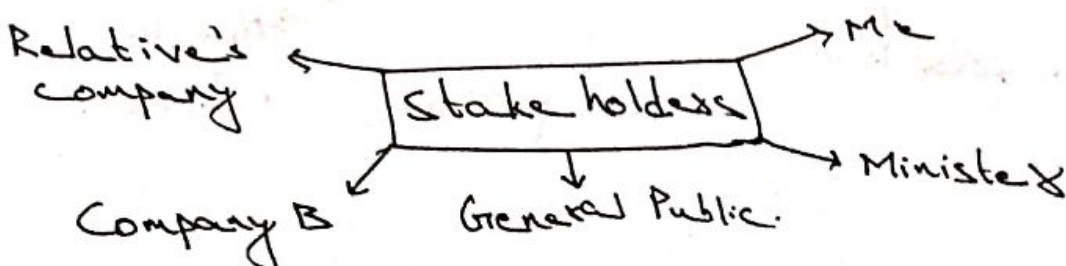 Relative's
company
Me
Stake holders
Minister
Company B
General Public.